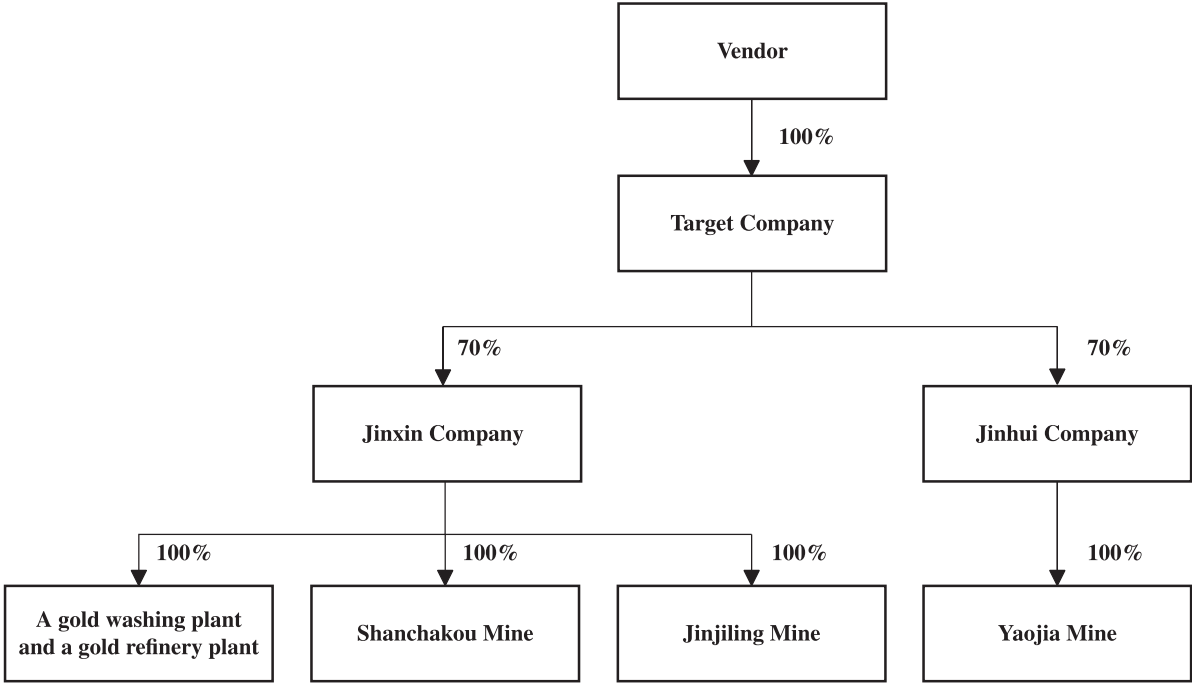 Vendor
100%
Target Company
70%
70%
Jinxin Company
Jinhui Company
100%
100%
100%
100%
A gold washing plant
and a gold refinery plant
Shanchakou Mine
Jinjiling Mine
Yaojia Mine